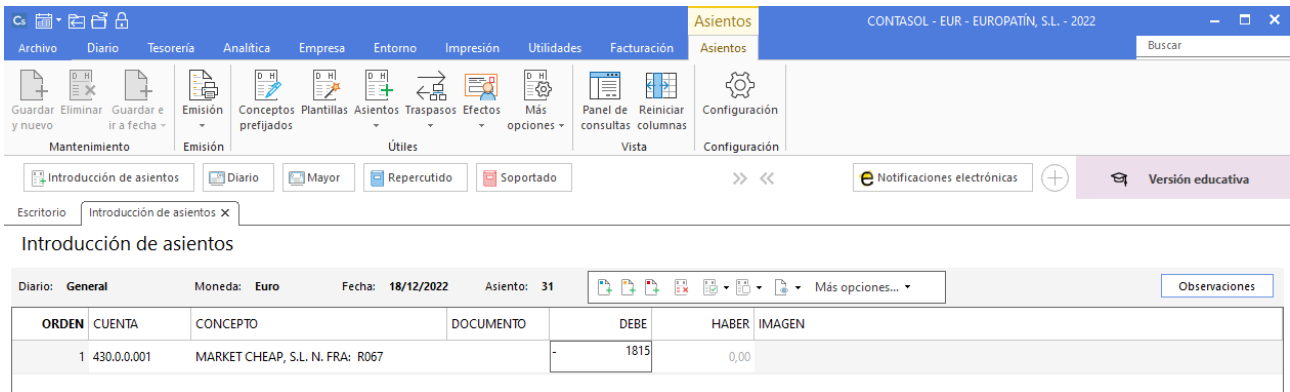 Cs Asientos CONTASOL - EUR - EUROPATÍN, S.L. - 2022
Archivo Diario Tesorería Analítica Empresa Entorno Impresión Utilidades Facturación Asientos Buscar
Guardar Eliminar Guardar e Emisión Conceptos Plantillas Asientos Traspasos Efectos Más Panel de Reiniciar Configuración
y nuevo ir a fecha prefijados opciones consultas columnas
Mantenimiento Emisión Útiles Vista Configuración
Introducción de asientos Diario Mayor Repercutido Soportado Notificaciones electrónicas Versión educativa
Escritorio Introducción de asientos X
Introducción de asientos
Diario: General Moneda: Euro Fecha: 18/12/2022 Asiento: 31 Más opciones... Observaciones
ORDEN CUENTA CONCEPTO DOCUMENTO DEBE HABER IMAGEN
1 430.0.0.001 MARKET CHEAP, S.L. N. FRA: R067 - 1815 0,00